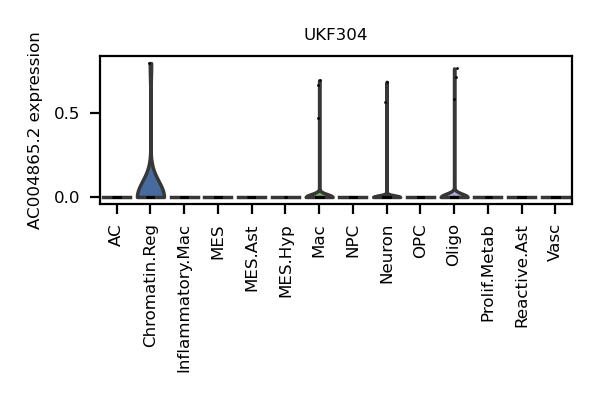 UKF304
AC004865.2 expression
0.5
0.0
AC
Chromatin.Reg
Inflammatory.Mac
MES
MES.Ast
MES.Hyp
Mac
NPC
Neuron
OPC
Oligo
Prolif.Metab
Reactive.Ast
Vasc